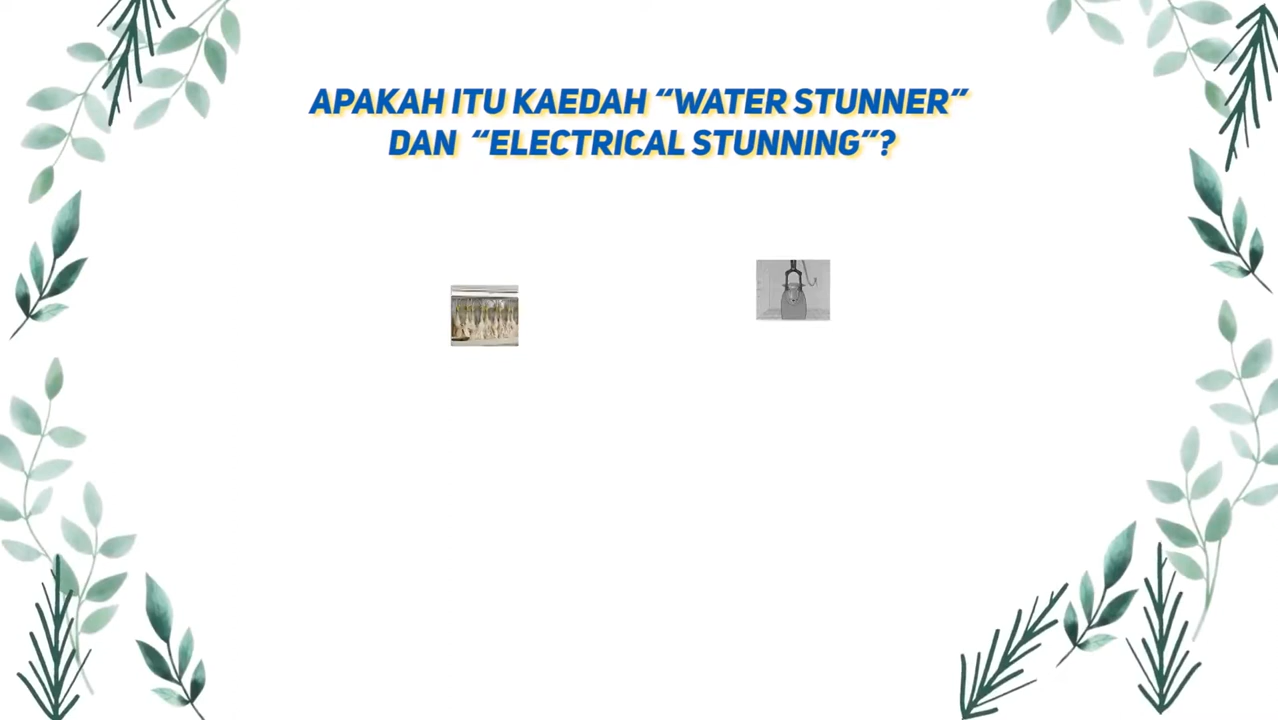 APAKAH ITU KAEDAH “WATER STUNNER”
DAN “ELECTRICAL STUNNING”?